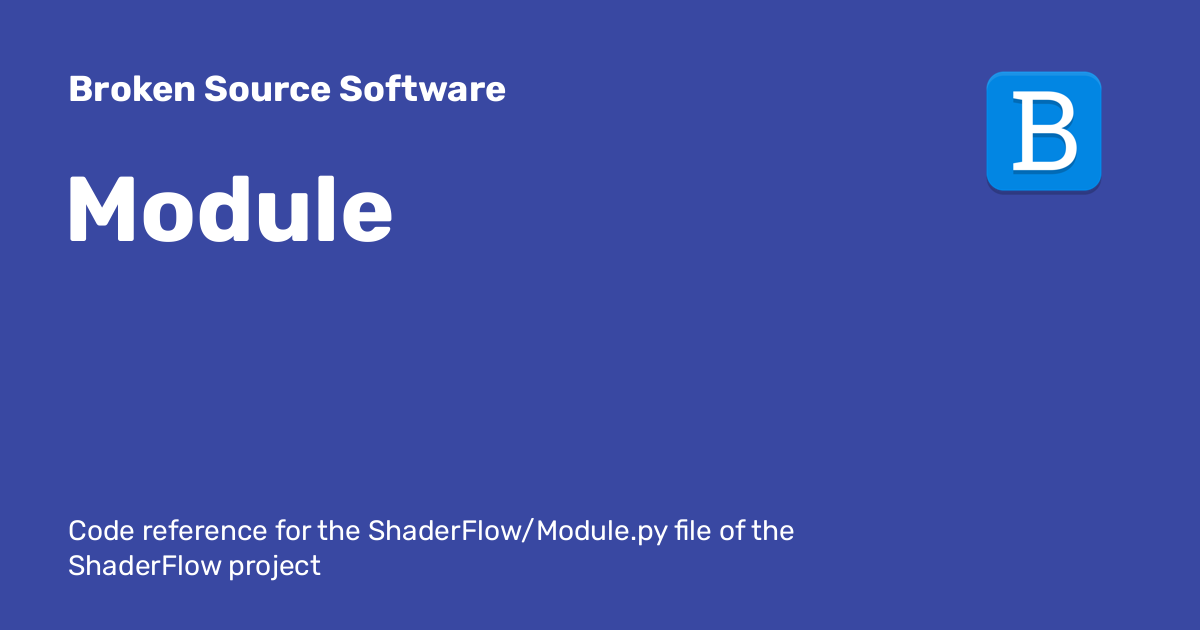 Broken Source Software
B
Module
Code reference for the ShaderFlow/Module.py file of the
ShaderFlow project